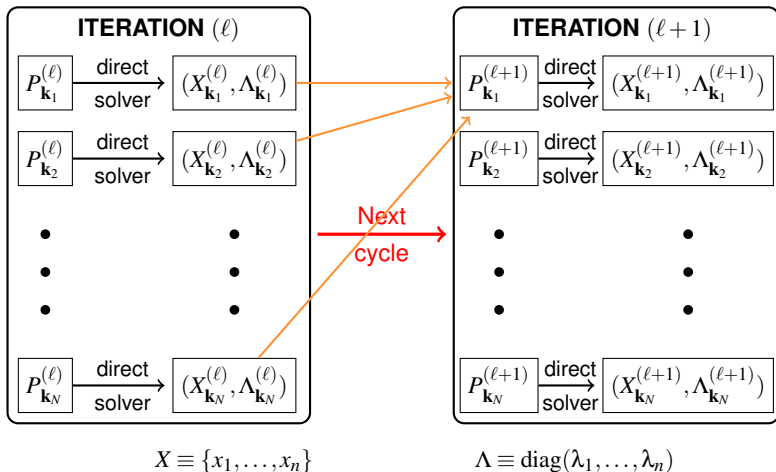 ITERATION (ℓ)
P_{k_1}^{(ℓ)} direct solver (X_{k_1}^{(ℓ)}, Λ_{k_1}^{(ℓ)})
P_{k_2}^{(ℓ)} direct solver (X_{k_2}^{(ℓ)}, Λ_{k_2}^{(ℓ)})
P_{k_N}^{(ℓ)} direct solver (X_{k_N}^{(ℓ)}, Λ_{k_N}^{(ℓ)})
Next
cycle
ITERATION (ℓ+1)
P_{k_1}^{(ℓ+1)} direct solver (X_{k_1}^{(ℓ+1)}, Λ_{k_1}^{(ℓ+1)})
P_{k_2}^{(ℓ+1)} direct solver (X_{k_2}^{(ℓ+1)}, Λ_{k_2}^{(ℓ+1)})
P_{k_N}^{(ℓ+1)} direct solver (X_{k_N}^{(ℓ+1)}, Λ_{k_N}^{(ℓ+1)})
X ≡ {x_1,…,x_n}
Λ ≡ diag(λ_1,…,λ_n)